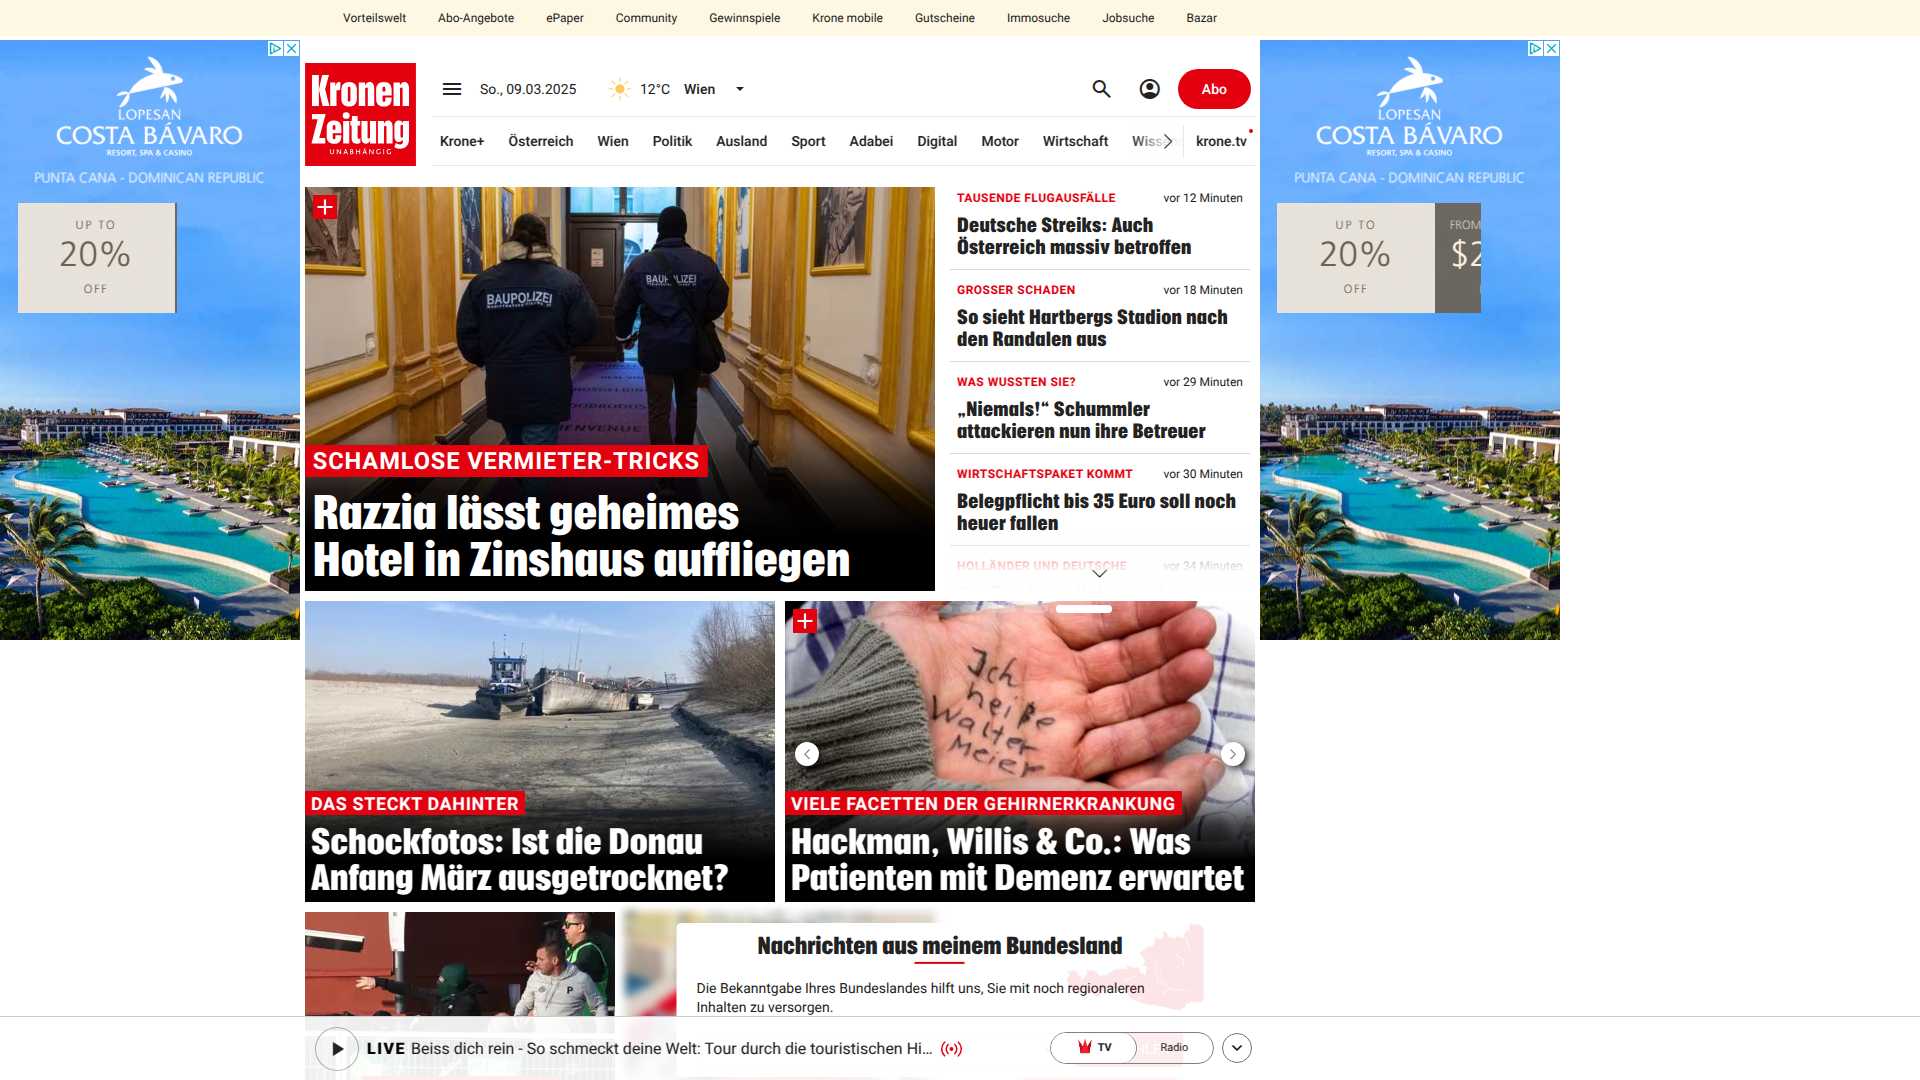 Vorteilswelt Abo-Angebote ePaper Community Gewinnspiele Krone mobile Gutscheine Immosuche Jobsuche Bazar
LOPESAN
COSTA BÁVARO
RESORT, SPA & CASINO
PUNTA CANA - DOMINICAN REPUBLIC
UP TO
20%
OFF
Kronen
Zeitung
UNABHÄNGIG
So., 09.03.2025 12°C Wien
Abo
Krone+ Österreich Wien Politik Ausland Sport Adabei Digital Motor Wirtschaft Wiss krone.tv
BAUPOLIZEI
BAUPOLIZEI
SCHAMLOSE VERMIETER-TRICKS
Razzia lässt geheimes
Hotel in Zinshaus auffliegen
TAUSENDE FLUGAUSFÄLLE vor 12 Minuten
Deutsche Streiks: Auch
Österreich massiv betroffen
GROSSER SCHADEN vor 18 Minuten
So sieht Hartbergs Stadion nach
den Randalen aus
WAS WUSSTEN SIE? vor 29 Minuten
„Niemals!“ Schummler
attackieren nun ihre Betreuer
WIRTSCHAFTSPAKET KOMMT vor 30 Minuten
Belegpflicht bis 35 Euro soll noch
heuer fallen
HOLLÄNDER UND DEUTSCHE vor 34 Minuten
LOPESAN
COSTA BÁVARO
RESORT, SPA & CASINO
PUNTA CANA - DOMINICAN REPUBLIC
UP TO
20%
OFF
FROM
$2
DAS STECKT DAHINTER
Schockfotos: Ist die Donau
Anfang März ausgetrocknet?
Ich
heiße
Walter
Meier
VIELE FACETTEN DER GEHIRNERKRANKUNG
Hackman, Willis & Co.: Was
Patienten mit Demenz erwartet
Nachrichten aus meinem Bundesland
Die Bekanntgabe Ihres Bundeslandes hilft uns, Sie mit noch regionaleren
Inhalten zu versorgen.
LIVE Beiss dich rein - So schmeckt deine Welt: Tour durch die touristischen Hi...
TV Radio